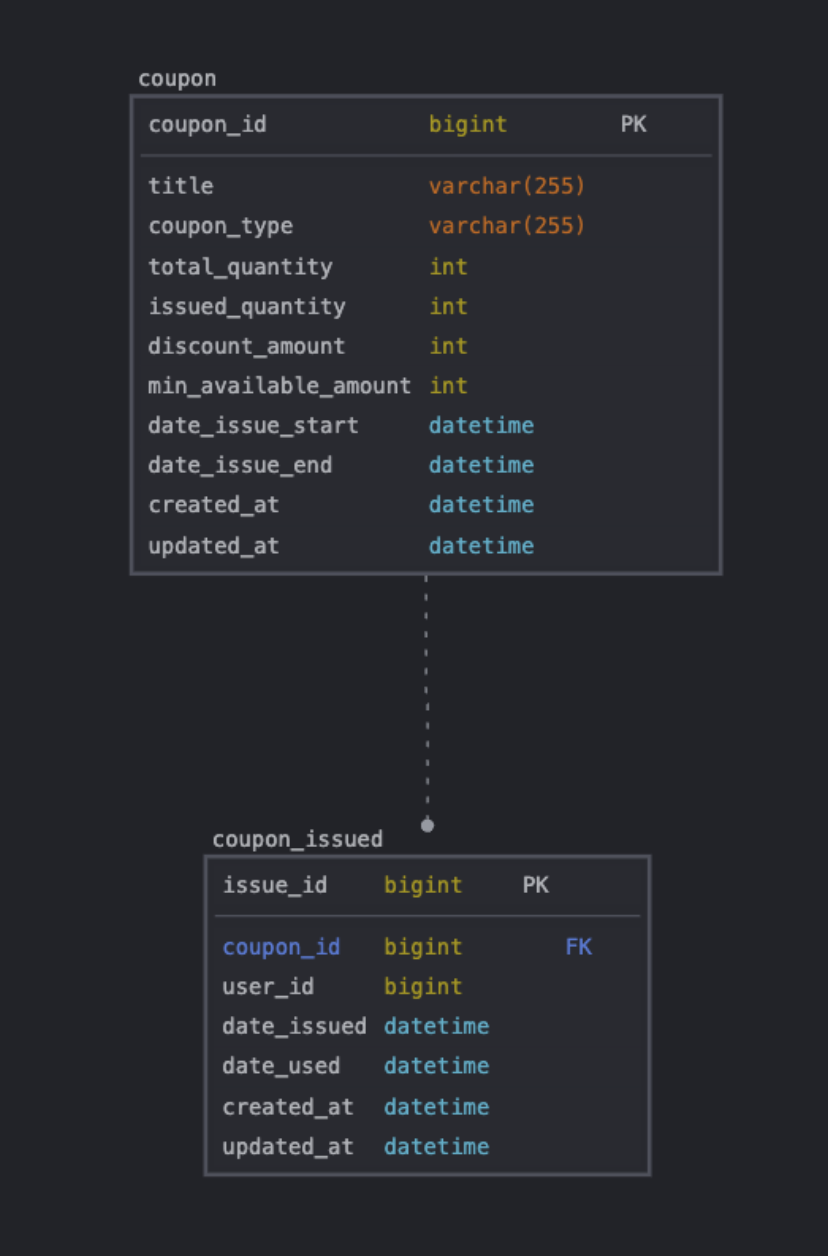 coupon
coupon_id bigint PK
title varchar(255)
coupon_type varchar(255)
total_quantity int
issued_quantity int
discount_amount int
min_available_amount int
date_issue_start datetime
date_issue_end datetime
created_at datetime
updated_at datetime
coupon_issued
issue_id bigint PK
coupon_id bigint FK
user_id bigint
date_issued datetime
date_used datetime
created_at datetime
updated_at datetime